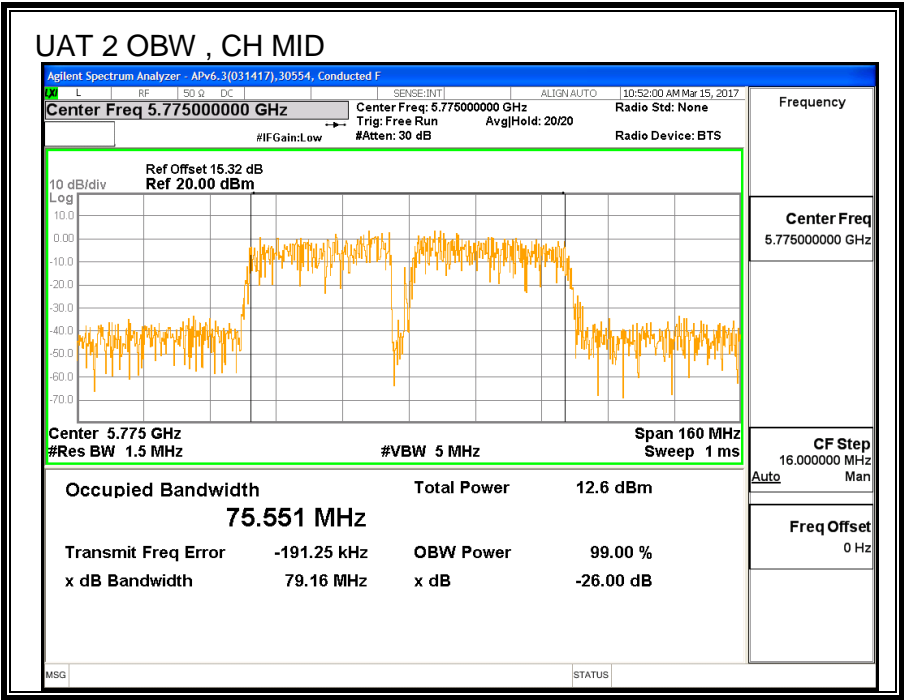 UAT 2 OBW , CH MID
Agilent Spectrum Analyzer - APv6.3(031417),30554, Conducted F
LXI L RF 50 Ω DC SENSE:INT ALIGN AUTO 10:52:00 AM Mar 15, 2017
Center Freq 5.775000000 GHz
Center Freq: 5.775000000 GHz
Radio Std: None
Trig: Free Run Avg|Hold: 20/20
#IFGain:Low
#Atten: 30 dB
Radio Device: BTS
Ref Offset 15.32 dB
10 dB/div Ref 20.00 dBm
Log
10.0
0.00
-10.0
-20.0
-30.0
-40.0
-50.0
-60.0
-70.0
Center 5.775 GHz Span 160 MHz
#Res BW 1.5 MHz #VBW 5 MHz Sweep 1 ms
Occupied Bandwidth Total Power 12.6 dBm
75.551 MHz
Transmit Freq Error -191.25 kHz OBW Power 99.00 %
x dB Bandwidth 79.16 MHz x dB -26.00 dB
MSG STATUS
Frequency
Center Freq
5.775000000 GHz
CF Step
16.000000 MHz
Auto Man
Freq Offset
0 Hz